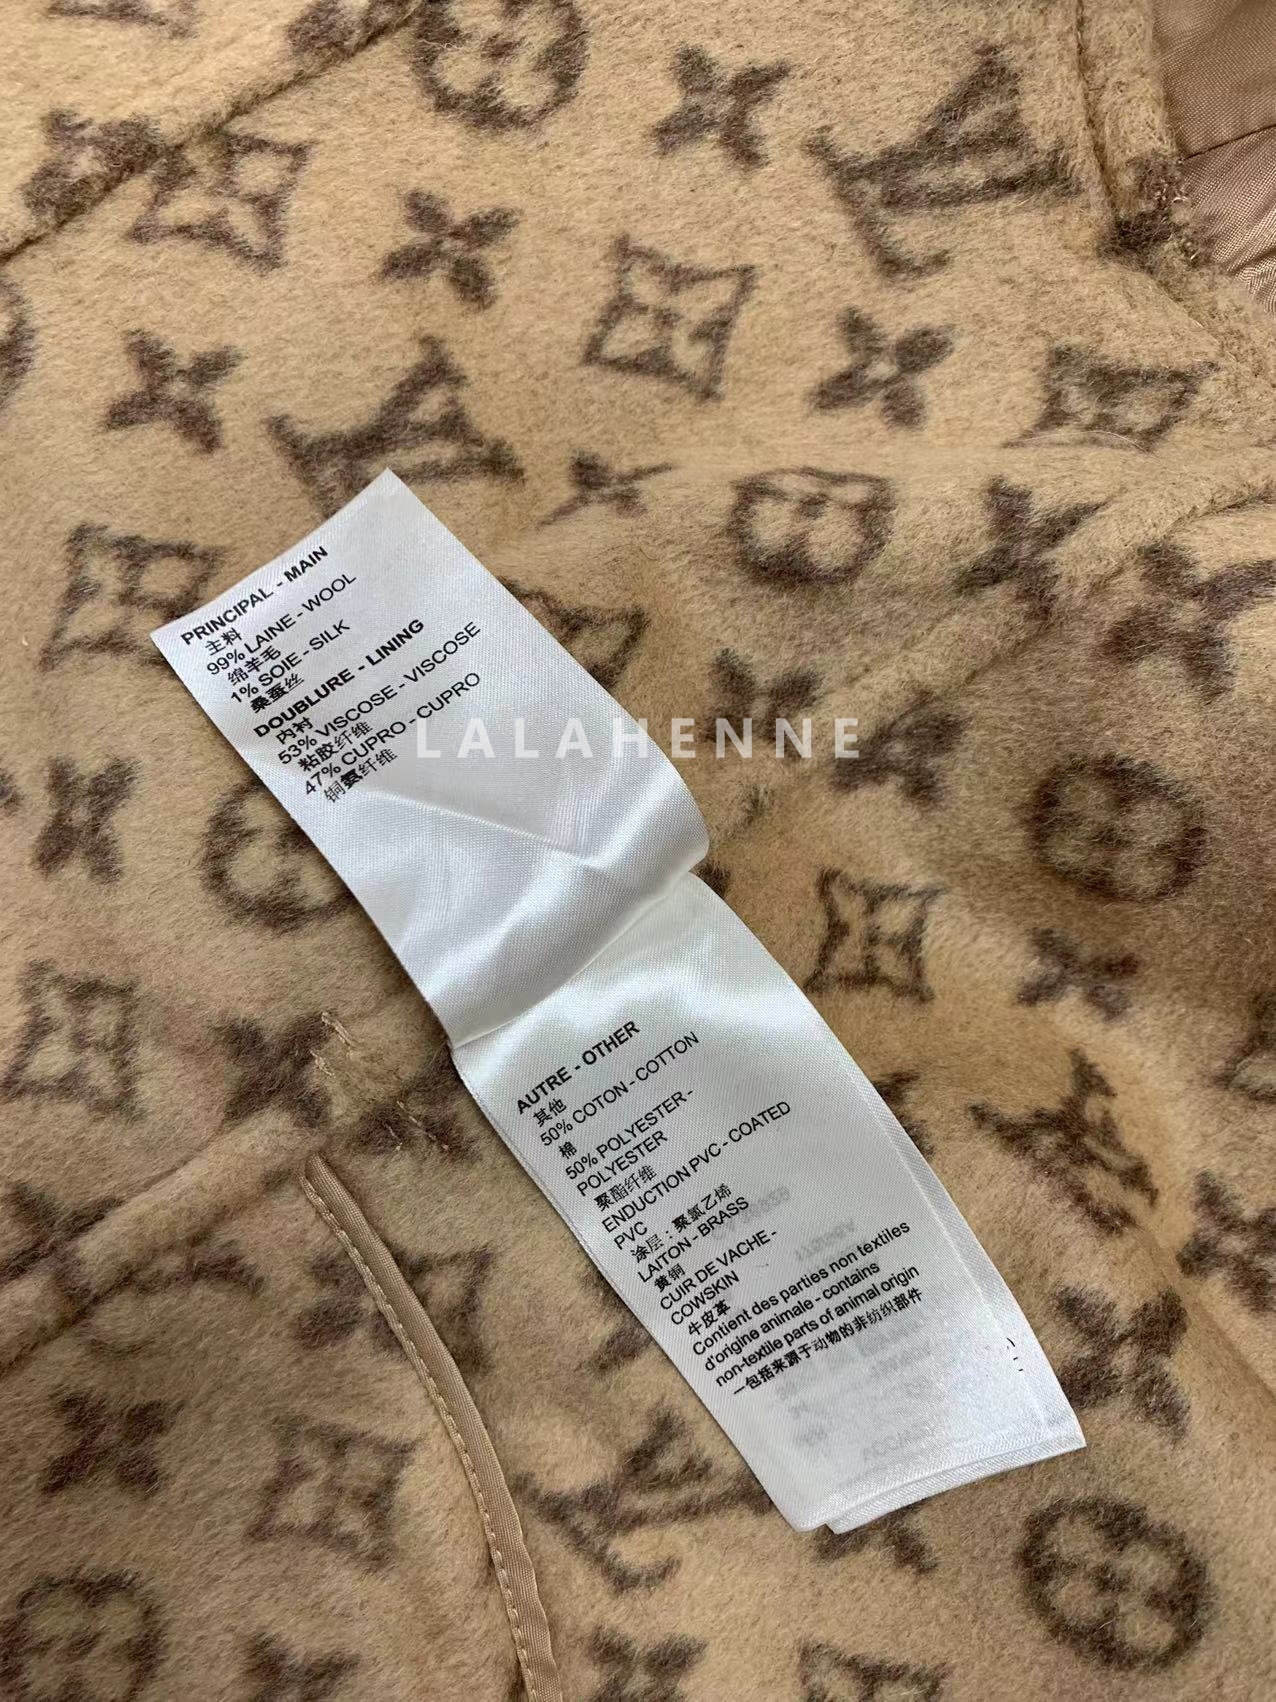 PRINCIPAL - MAIN
主料
99% LAINE - WOOL
绵羊毛
1% SOIE - SILK
桑蚕丝
DOUBLURE - LINING
内衬
53% VISCOSE - VISCOSE
粘胶纤维
47% CUPRO - CUPRO
铜氨纤维
LALAHENNE
AUTRE - OTHER
其他
50% COTON - COTTON
棉
50% POLYESTER -
POLYESTER
聚酯纤维
ENDUCTION PVC - COATED
PVC
涂层：聚氯乙烯
LAITON - BRASS
黄铜
CUIR DE VACHE -
COWSKIN
牛皮革
Contient des parties non textiles
d'origine animale - contains
non-textile parts of animal origin
一包括来源于动物的非纺织部件